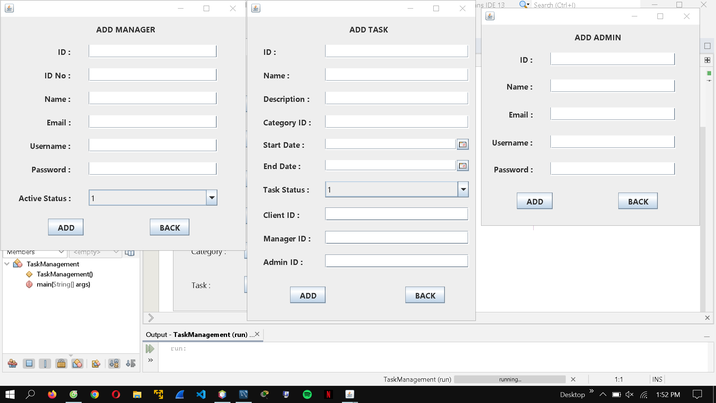 ADD MANAGER
ID :
ID No :
Name :
Email :
Username :
Password :
Active Status :
1
ADD
BACK
ADD TASK
ID :
Name :
Description :
Category ID :
Start Date :
End Date :
Task Status :
1
Client ID :
Manager ID :
Admin ID :
ADD
BACK
ns IDE 13
Search (Ctrl+I)
ADD ADMIN
ID :
Name :
Email :
Username :
Password :
ADD
BACK
Members
<empty>
TaskManagement
TaskManagement()
main(String[] args)
Category :
Task :
Output - TaskManagement (run)
run:
TaskManagement (run)
running...
1:1
INS
Desktop
1:52 PM